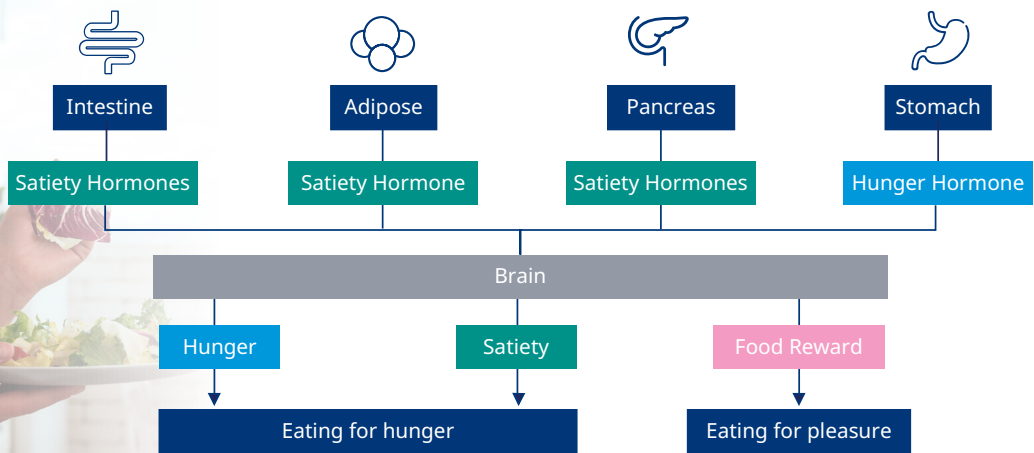 Intestine
Adipose
Pancreas
Stomach
Satiety Hormones
Satiety Hormone
Satiety Hormones
Hunger Hormone
Brain
Hunger
Satiety
Food Reward
Eating for hunger
Eating for pleasure